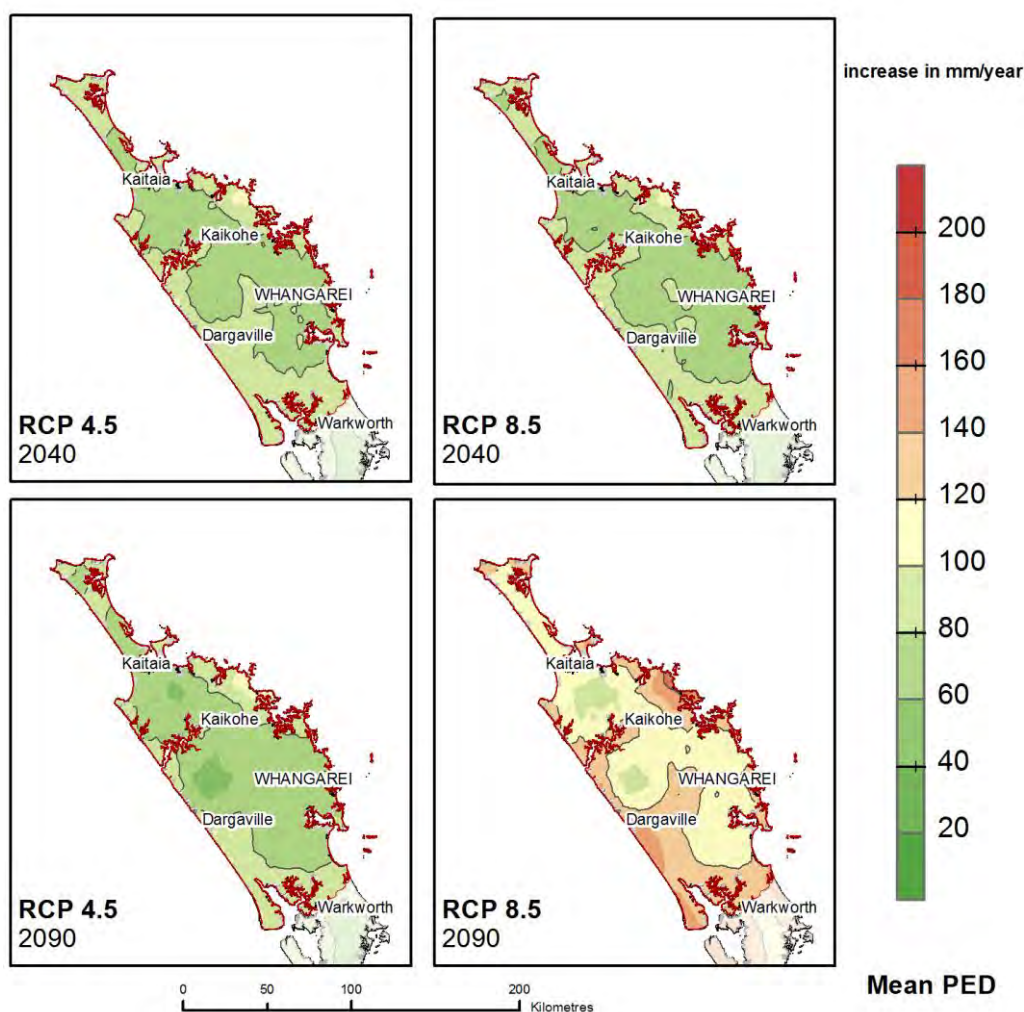 increase in mm/year
Kaitaia
Kaikohe
WHANGAREI
Dargaville
Warkworth
RCP 4.5
2040
Kaitaia
Kaikohe
WHANGAREI
Dargaville
Warkworth
RCP 8.5
2040
200
180
160
140
120
100
80
60
40
20
Kaitaia
Kaikohe
WHANGAREI
Dargaville
Warkworth
RCP 4.5
2090
Kaitaia
Kaikohe
WHANGAREI
Dargaville
Warkworth
RCP 8.5
2090
Mean PED
0 50 100 200
Kilometres